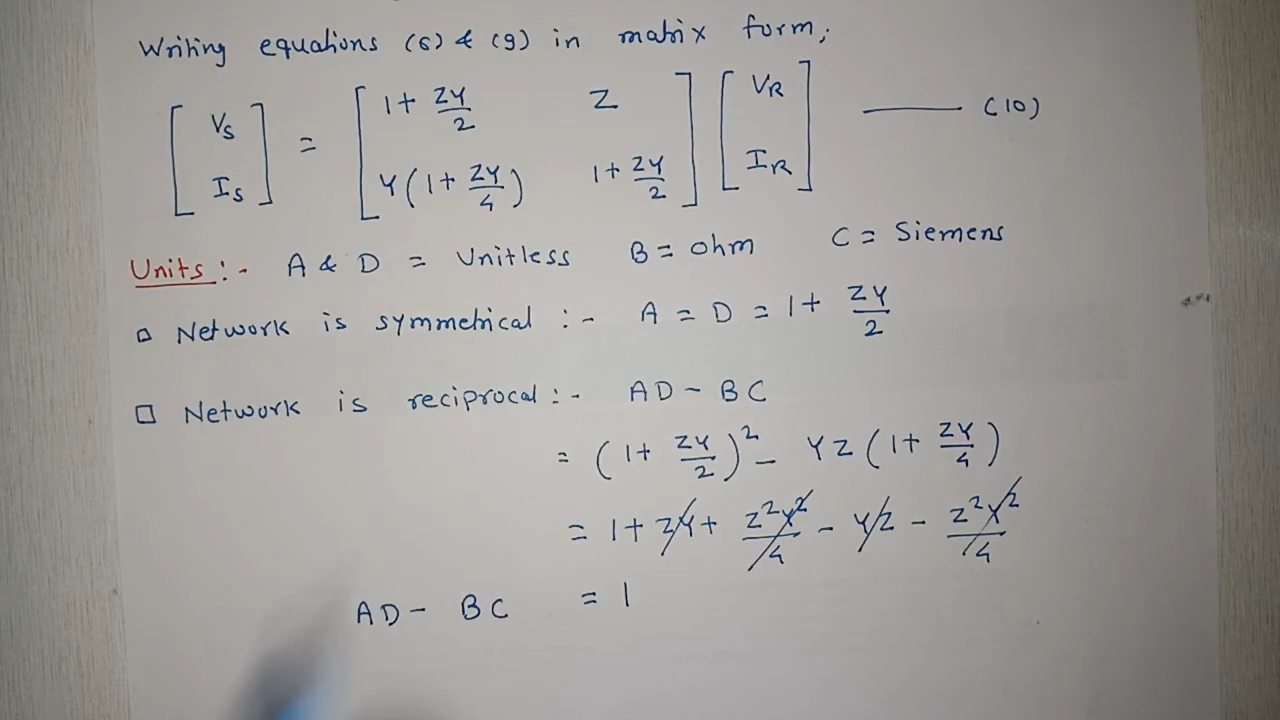 Writing equations (6) & (9) in matrix form;
[ VS IS ] = [ 1 + ZY/2 Z Y(1 + ZY/4) 1 + ZY/2 ] [ VR IR ] —— (10)
Units :- A & D = Unitless B = ohm C = Siemens
□ Network is symmetrical :- A = D = 1 + ZY/2
□ Network is reciprocal :- AD - BC
= (1 + ZY/2)² - YZ(1 + ZY/4)
= 1 + ZY + Z²Y²/4 - YZ - Z²Y²/4
AD - BC = 1